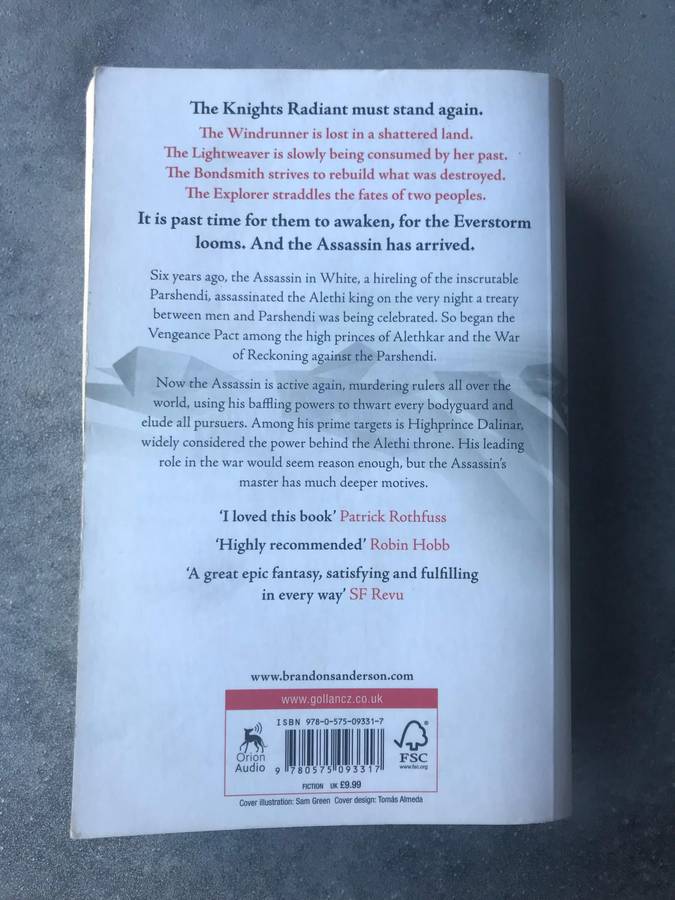 The Knights Radiant must stand again.
The Windrunner is lost in a shattered land.
The Lightweaver is slowly being consumed by her past.
The Bondsmith strives to rebuild what was destroyed.
The Explorer straddles the fates of two peoples.
It is past time for them to awaken, for the Everstorm
looms. And the Assassin has arrived.
Six years ago, the Assassin in White, a hireling of the inscrutable
Parshendi, assassinated the Alethi king on the very night a treaty
between men and Parshendi was being celebrated. So began the
Vengeance Pact among the high princes of Alethkar and the War
of Reckoning against the Parshendi.
Now the Assassin is active again, murdering rulers all over the
world, using his baffling powers to thwart every bodyguard and
elude all pursuers. Among his prime targets is Highprince Dalinar,
widely considered the power behind the Alethi throne. His leading
role in the war would seem reason enough, but the Assassin's
master has much deeper motives.
'I loved this book' Patrick Rothfuss
'Highly recommended' Robin Hobb
'A great epic fantasy, satisfying and fulfilling
in every way' SF Revu
www.brandonsanderson.com
www.gollancz.co.uk
ISBN 978-0-575-09331-7
Orion
Audio
9 780575 093317
FSC
www.fsc.org
FICTION UK £9.99
Cover illustration: Sam Green Cover design: Tomás Almeda